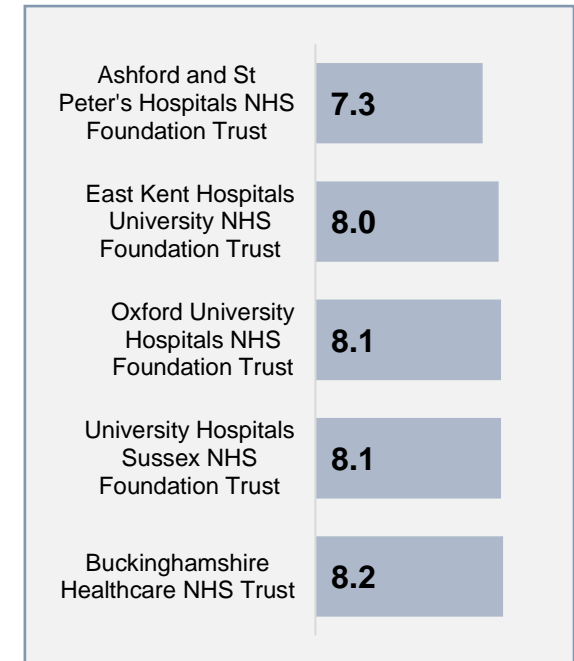 Ashford and St
Peter's Hospitals NHS
Foundation Trust
7.3
East Kent Hospitals
University NHS
Foundation Trust
8.0
Oxford University
Hospitals NHS
Foundation Trust
8.1
University Hospitals
Sussex NHS
Foundation Trust
8.1
Buckinghamshire
Healthcare NHS Trust
8.2